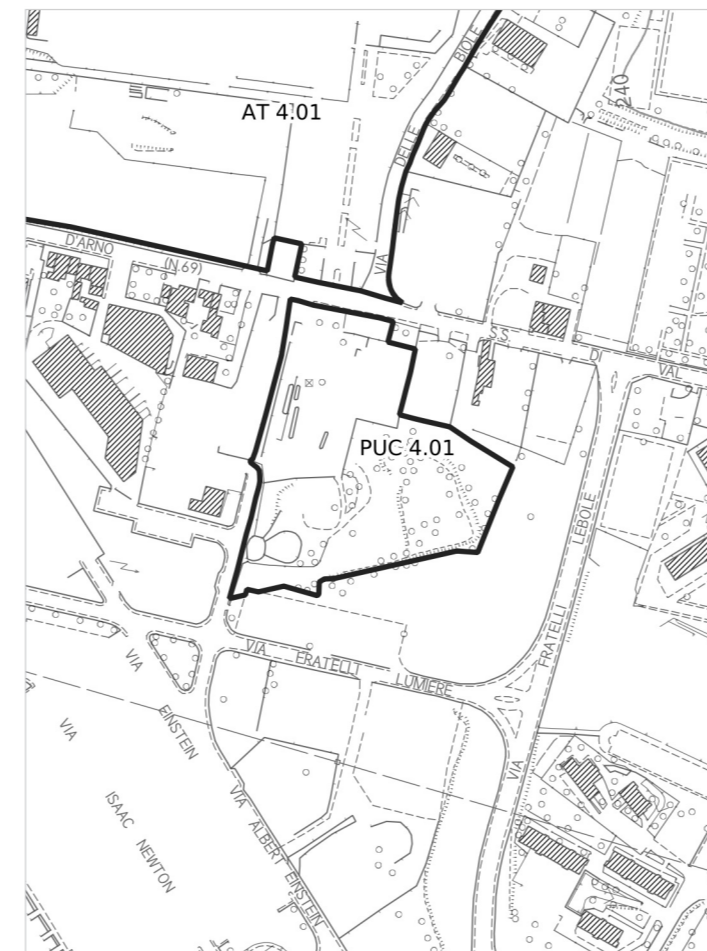 BIOLE
240
AT 4.01
DELLE
VIA
D'ARNO
(N.69)
S.S.
DI
VAL
PUC 4.01
LEBOLE
FRATELLI
VIA
VIA FRATELLI LUMIERE
VIA
EINSTEIN
VIA
ISAAC NEWTON
VIA ALBERT EINSTEIN